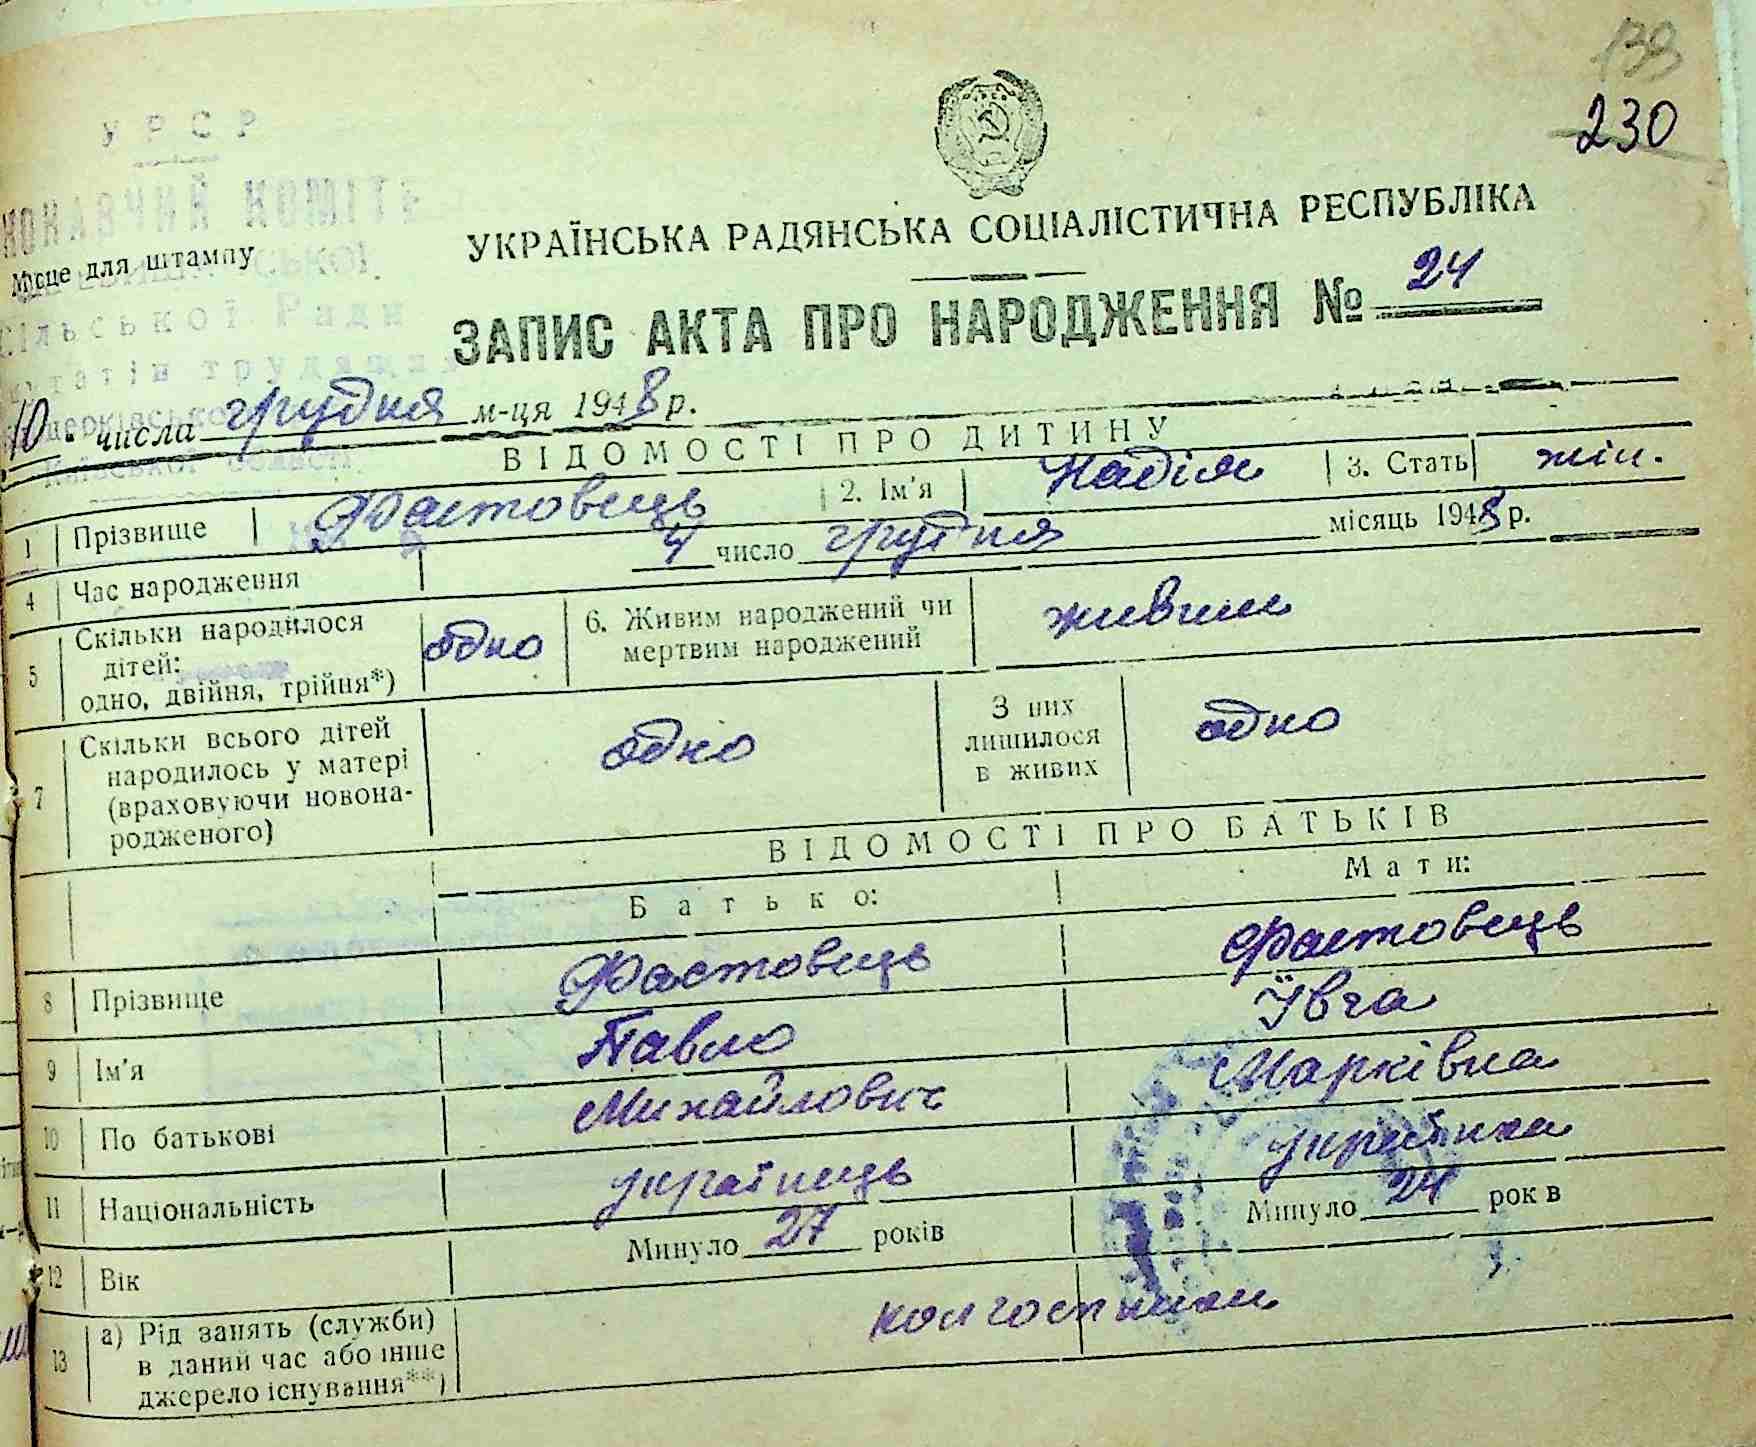 139
230
УРСР
Місце для штампу
УКРАЇНСЬКА РАДЯНСЬКА СОЦІАЛІСТИЧНА РЕСПУБЛІКА
ЗАПИС АКТА ПРО НАРОДЖЕННЯ № 24
10 числа грудня м-ця 1948 р.
ВІДОМОСТІ ПРО ДИТИНУ
1 Прізвище Фастовець 2. Ім'я Надія 3. Стать жін.
4 Час народження 4 число грудня місяць 1948 р.
5 Скільки народилося дітей: одно, двійня, трійня*) одно 6. Живим народжений чи мертвим народжений живим
7 Скільки всього дітей народилось у матері (враховуючи новонародженого) одно З них лишилося в живих одно
ВІДОМОСТІ ПРО БАТЬКІВ
Батько: Мати:
8 Прізвище Фастовець Фастовець
9 Ім'я Павло Ївга
10 По батькові Михайлович Марківна
11 Національність українець українка
12 Вік Минуло 27 років Минуло 24 рок в
13 а) Рід занять (служби) в даний час або інше джерело існування**) колгоспники